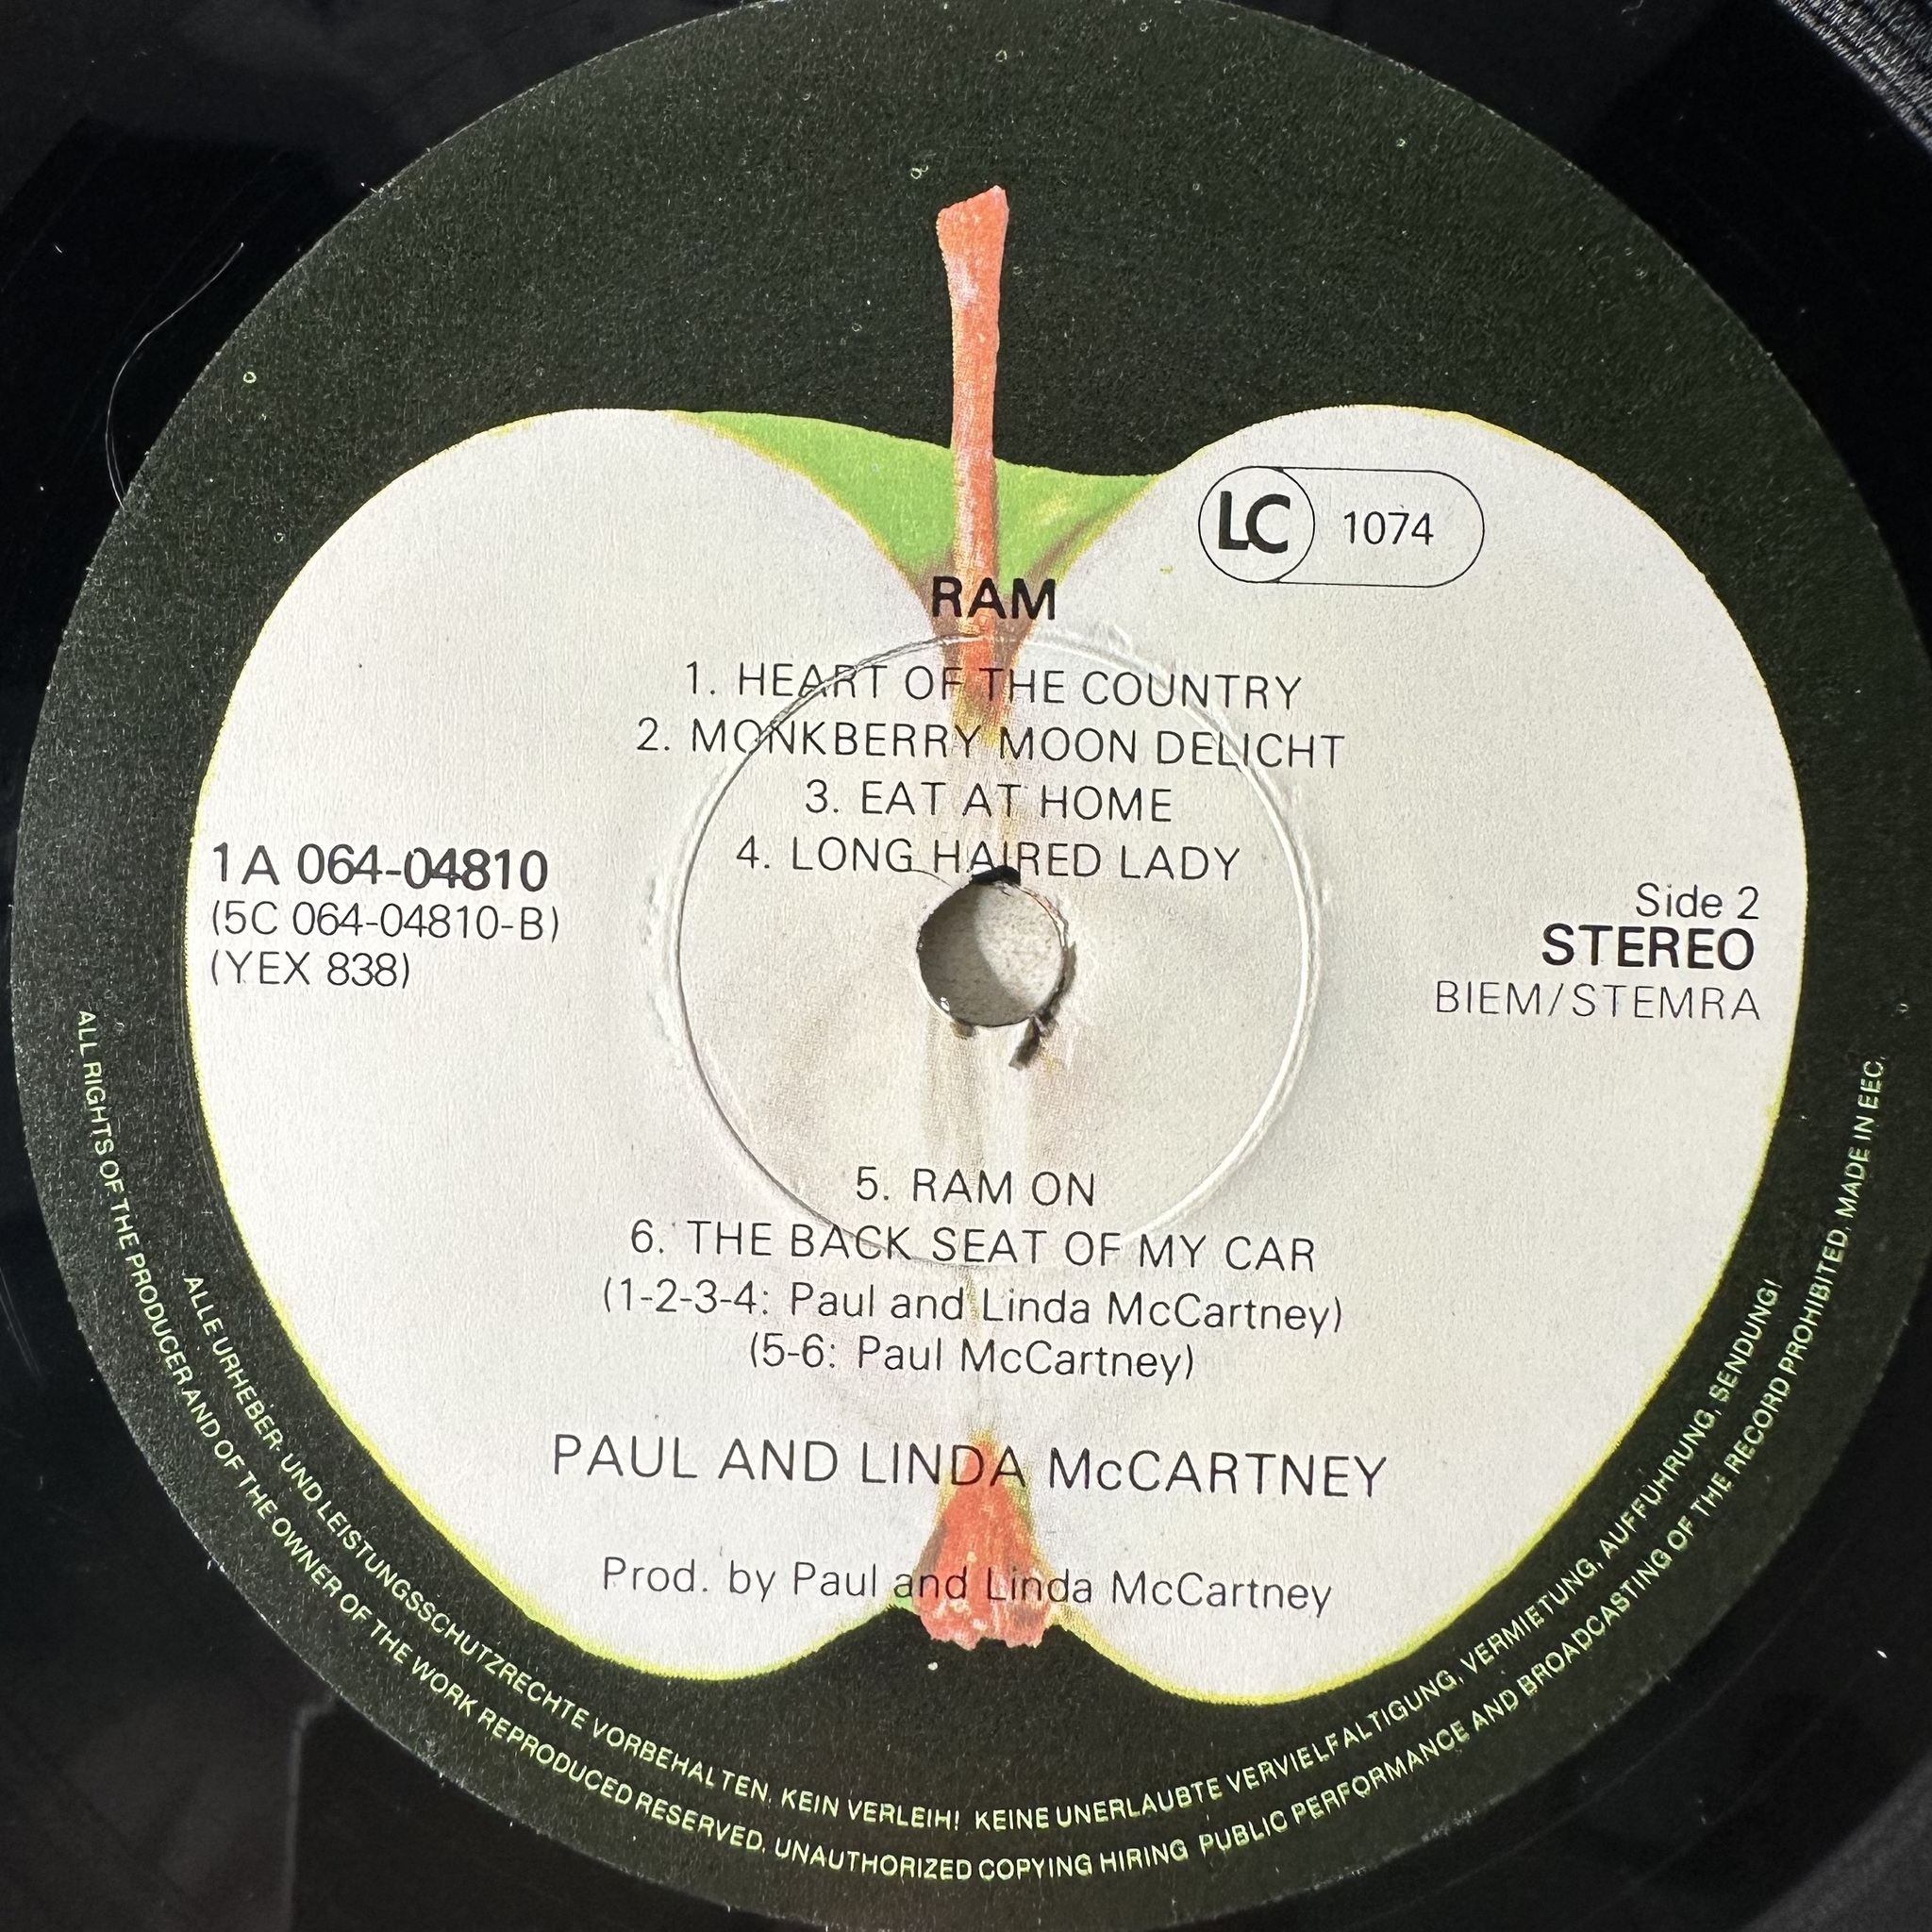 LC 1074
RAM
1. HEART OF THE COUNTRY
2. MONKBERRY MOON DELICHT
3. EAT AT HOME
4. LONG HAIRED LADY
1A 064-04810
(5C 064-04810-B)
(YEX 838)
Side 2
STEREO
BIEM/STEMRA
5. RAM ON
6. THE BACK SEAT OF MY CAR
(1-2-3-4: Paul and Linda McCartney)
(5-6: Paul McCartney)
PAUL AND LINDA McCARTNEY
Prod. by Paul and Linda McCartney
ALLE URHEBER- UND LEISTUNGSSCHUTZRECHTE VORBEHALTEN. KEIN VERLEIH! KEINE UNERLAUBTE VERVIELFALTIGUNG, VERMIETUNG, AUFFUHRUNG, SENDUNG!
ALL RIGHTS OF THE PRODUCER AND OF THE OWNER OF THE WORK REPRODUCED RESERVED. UNAUTHORIZED COPYING HIRING PUBLIC PERFORMANCE AND BROADCASTING OF THE RECORD PROHIBITED. MADE IN EEC.